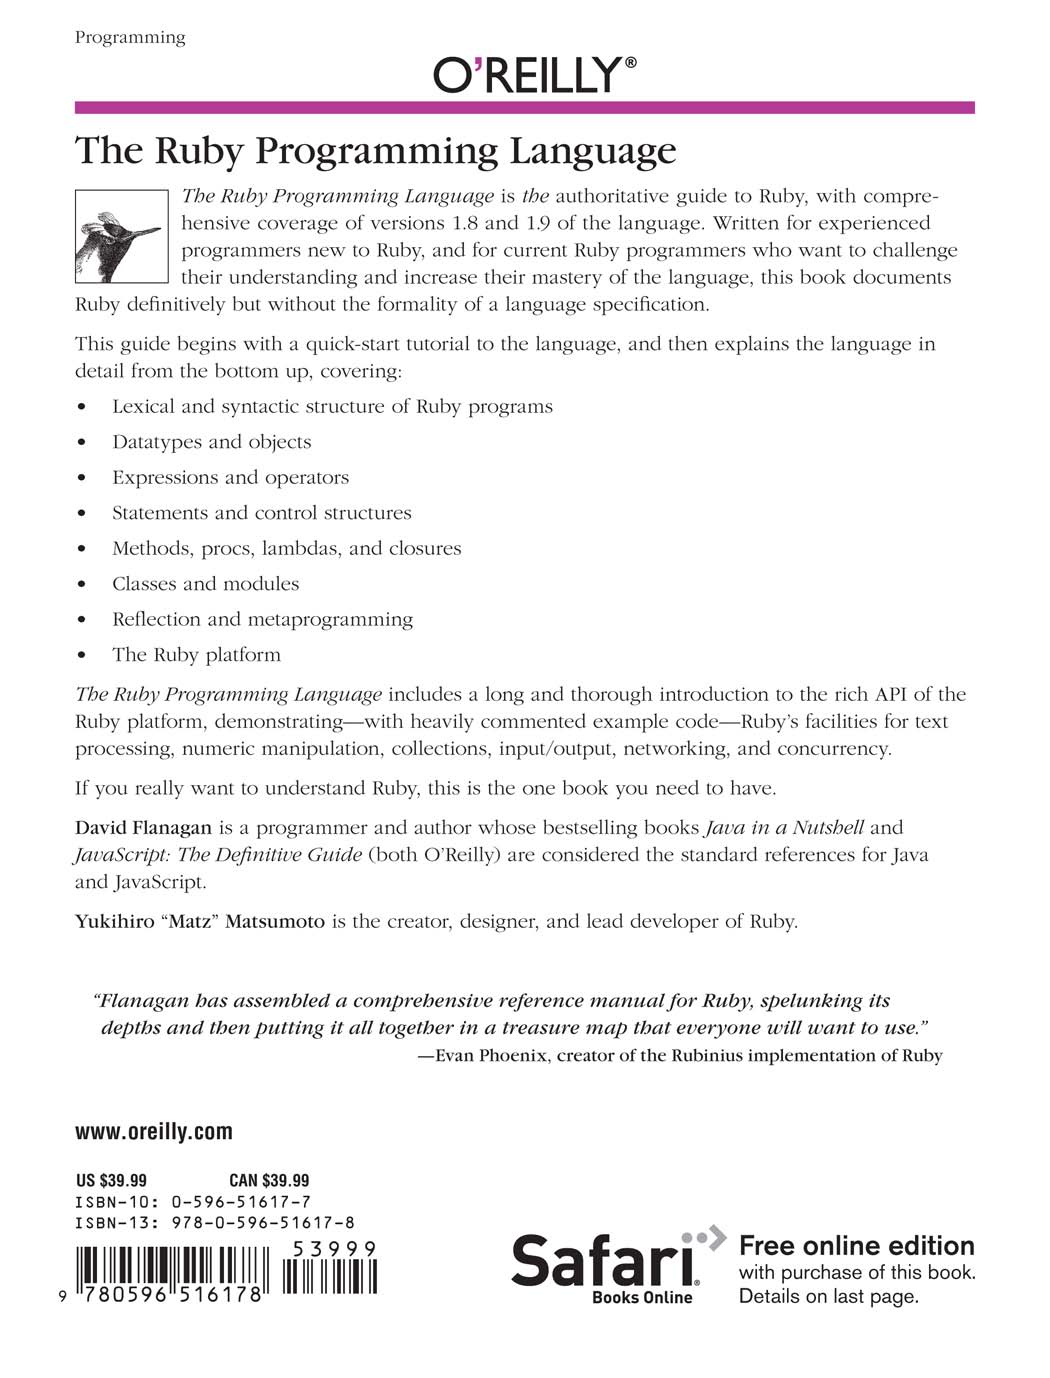 Programming
O'REILLY®
The Ruby Programming Language
The Ruby Programming Language is the authoritative guide to Ruby, with compre-
hensive coverage of versions 1.8 and 1.9 of the language. Written for experienced
programmers new to Ruby, and for current Ruby programmers who want to challenge
their understanding and increase their mastery of the language, this book documents
Ruby definitively but without the formality of a language specification.
This guide begins with a quick-start tutorial to the language, and then explains the language in
detail from the bottom up, covering:
• Lexical and syntactic structure of Ruby programs
• Datatypes and objects
• Expressions and operators
• Statements and control structures
• Methods, procs, lambdas, and closures
• Classes and modules
• Reflection and metaprogramming
• The Ruby platform
The Ruby Programming Language includes a long and thorough introduction to the rich API of the
Ruby platform, demonstrating—with heavily commented example code—Ruby’s facilities for text
processing, numeric manipulation, collections, input/output, networking, and concurrency.
If you really want to understand Ruby, this is the one book you need to have.
David Flanagan is a programmer and author whose bestselling books Java in a Nutshell and
JavaScript: The Definitive Guide (both O’Reilly) are considered the standard references for Java
and JavaScript.
Yukihiro “Matz” Matsumoto is the creator, designer, and lead developer of Ruby.
“Flanagan has assembled a comprehensive reference manual for Ruby, spelunking its
depths and then putting it all together in a treasure map that everyone will want to use.”
—Evan Phoenix, creator of the Rubinius implementation of Ruby
www.oreilly.com
US $39.99 CAN $39.99
ISBN-10: 0-596-51617-7
ISBN-13: 978-0-596-51617-8
53999
9 780596 516178
Safari®
Books Online
Free online edition
with purchase of this book.
Details on last page.